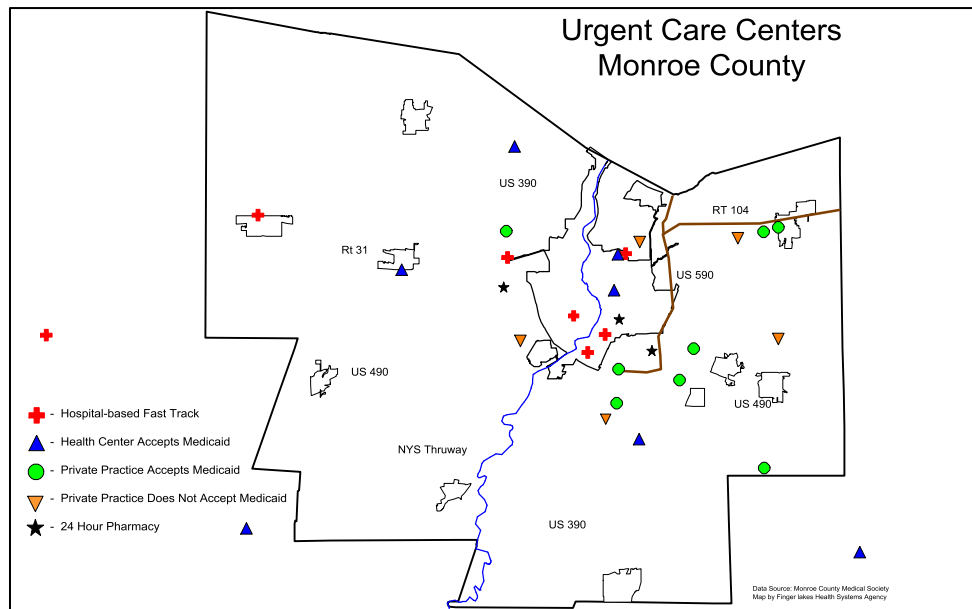 Urgent Care Centers
Monroe County
US 390
RT 104
Rt 31
US 590
US 490
US 490
- Hospital-based Fast Track
- Health Center Accepts Medicaid
NYS Thruway
- Private Practice Accepts Medicaid
- Private Practice Does Not Accept Medicaid
- 24 Hour Pharmacy
US 390
Data Source: Monroe County Medical Society
Map by Finger lakes Health Systems Agency